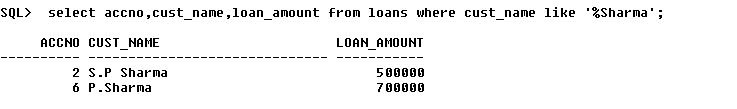 SQL>  select accno,cust_name,loan_amount from loans where cust_name like '%Sharma';
     ACCNO CUST_NAME                      LOAN_AMOUNT
---------- ------------------------------ -----------
         2 S.P Sharma                          500000
         6 P.Sharma                            700000